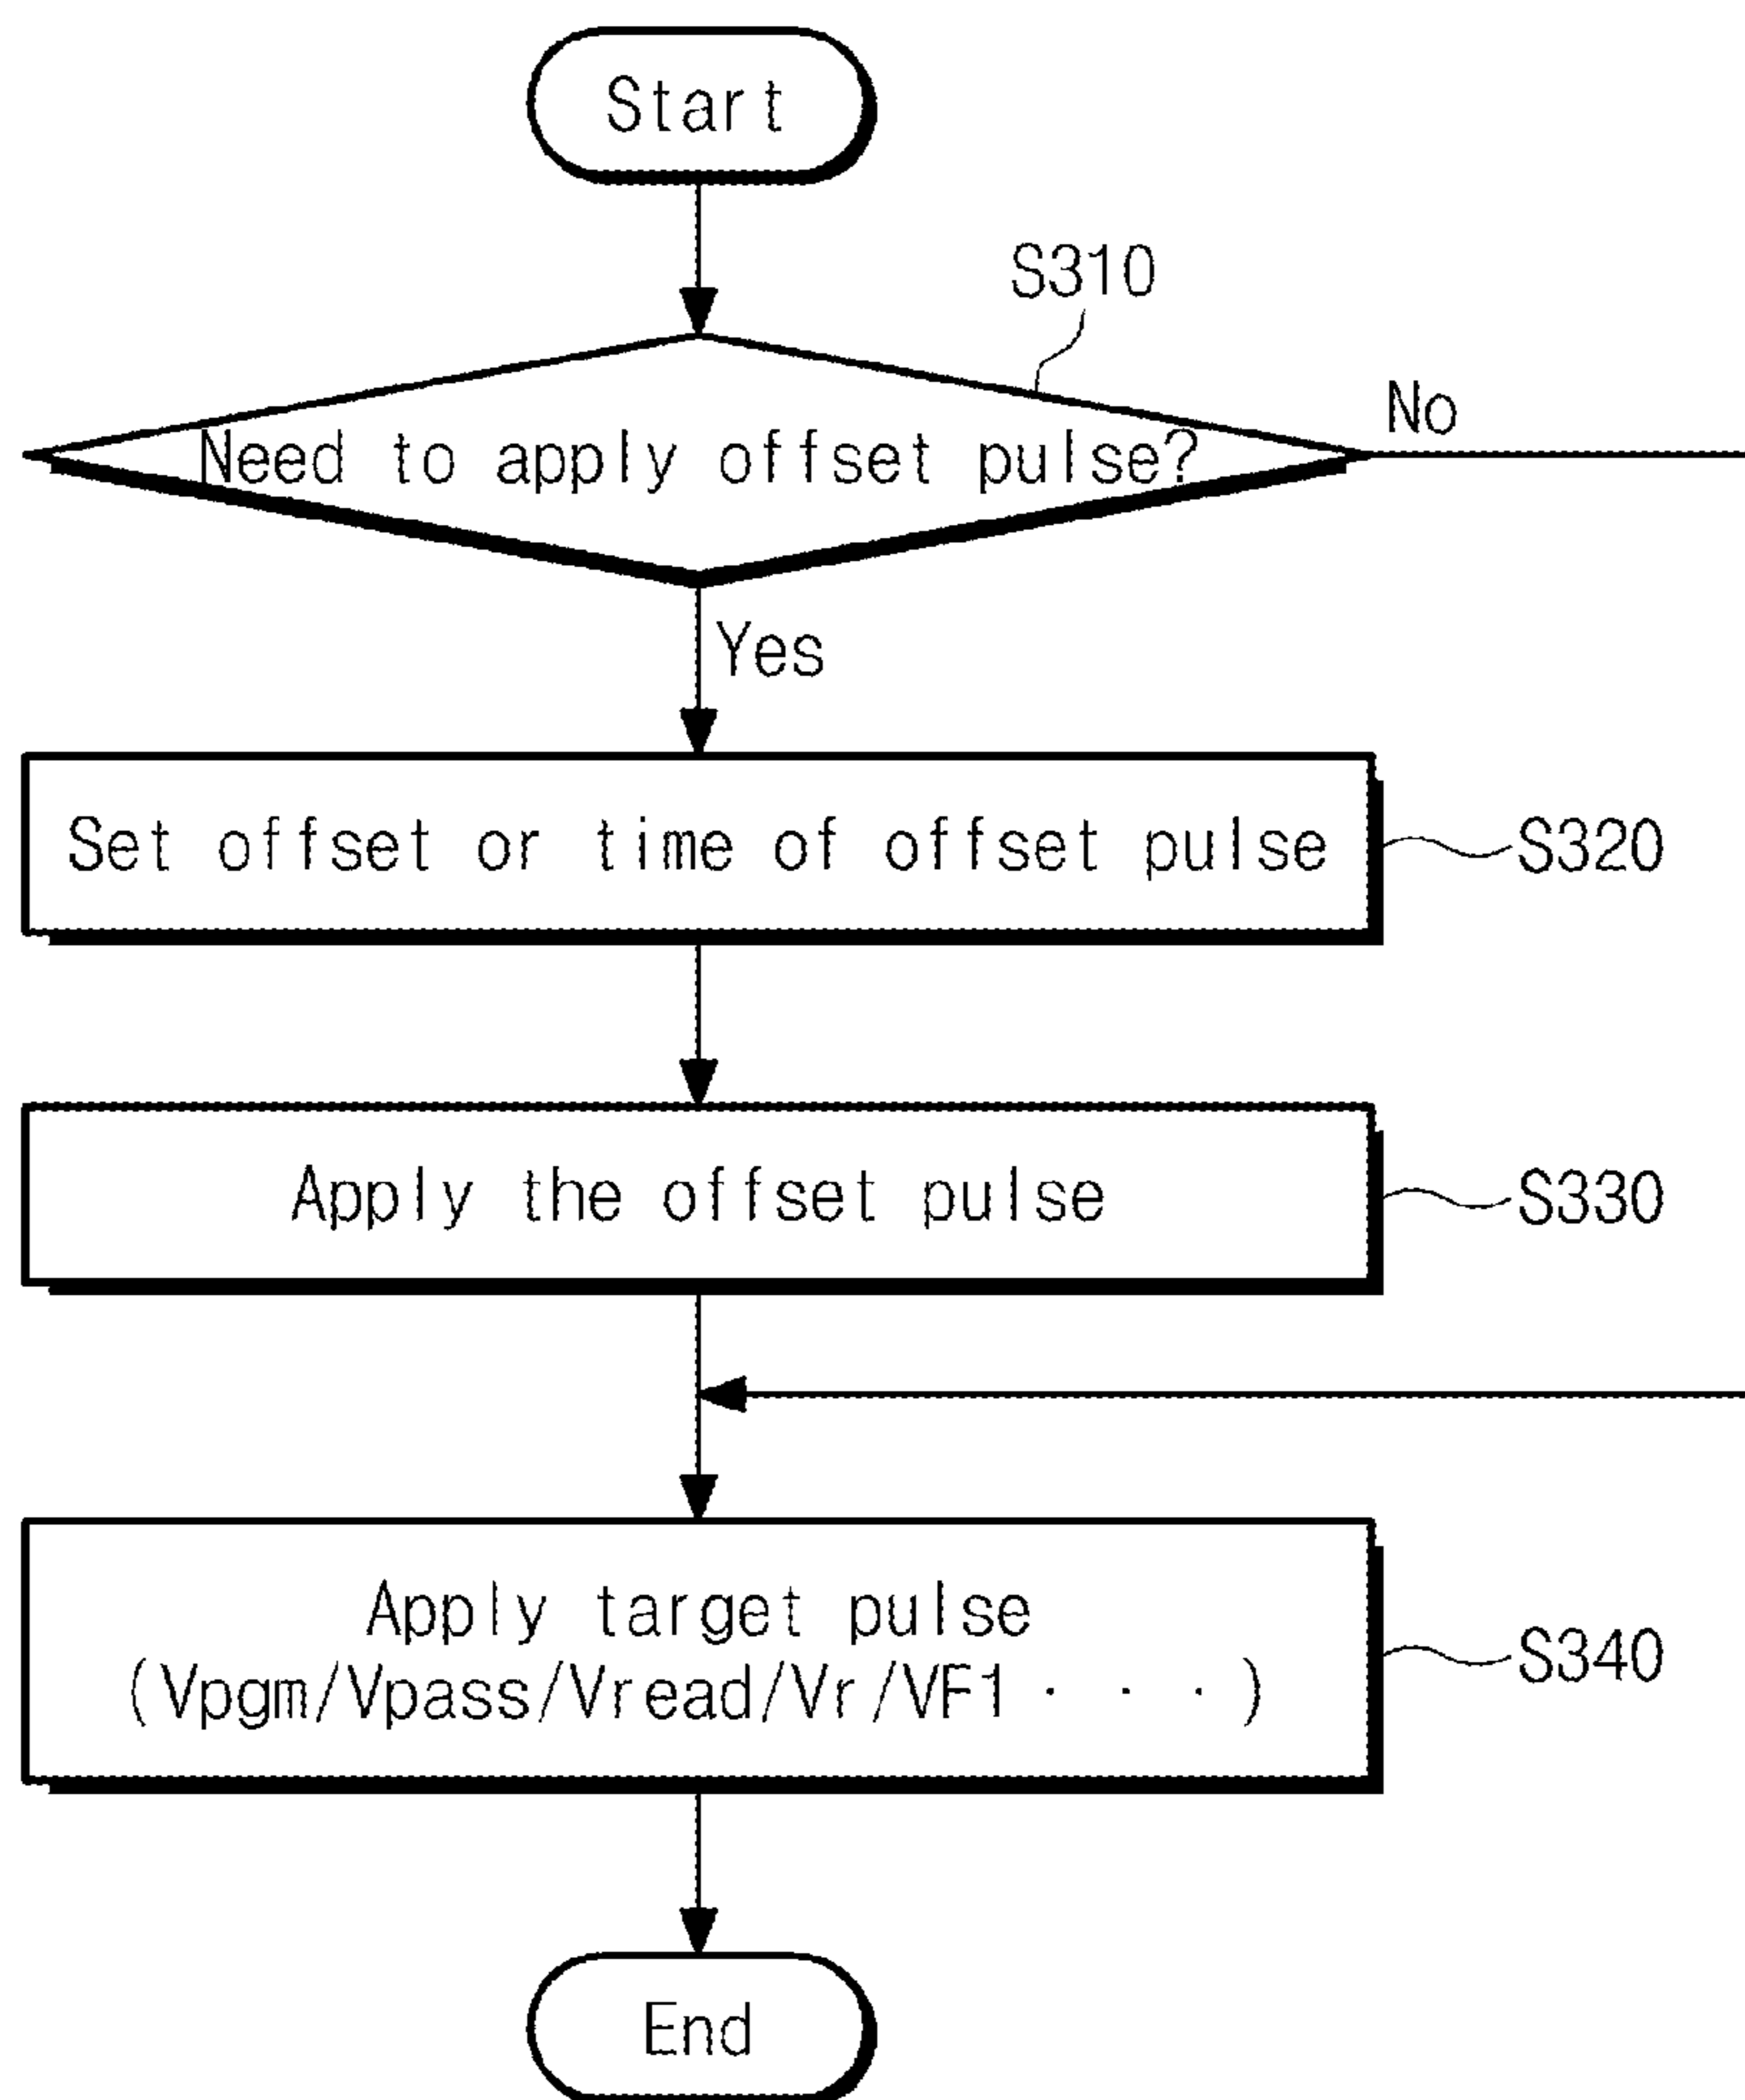 Start
S310
No
Need to apply offset pulse?
Yes
Set offset or time of offset pulse
S320
Apply the offset pulse
S330
Apply target pulse
(Vpgm/Vpass/Vread/Vr/VF1 · · · )
S340
End